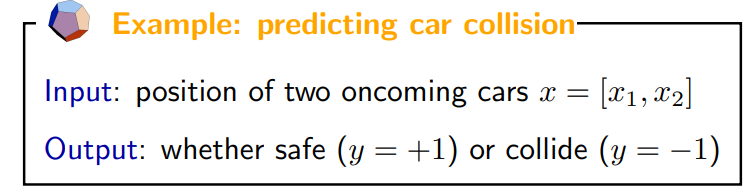 Example: predicting car collision
Input: position of two oncoming cars x = [x₁, x₂]
Output: whether safe (y = +1) or collide (y = −1)